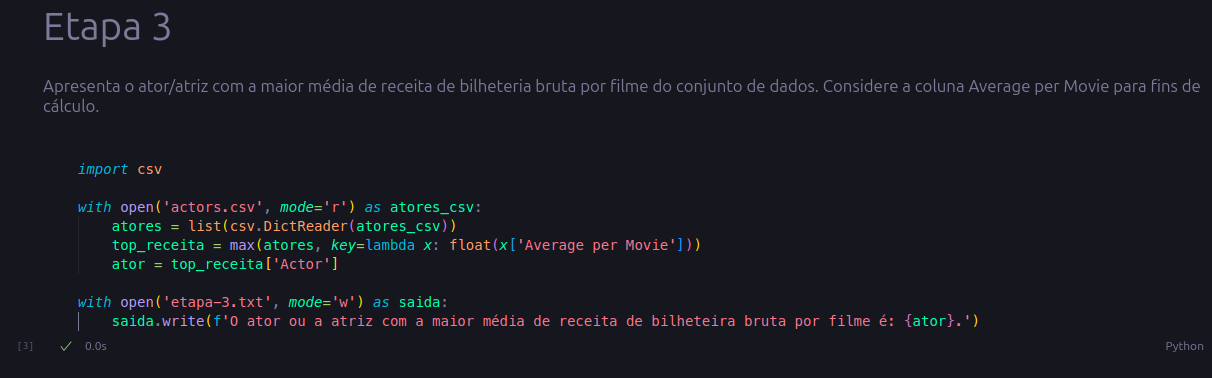 Etapa 3
Apresenta o ator/atriz com a maior média de receita de bilheteria bruta por filme do conjunto de dados. Considere a coluna Average per Movie para fins de
cálculo.
import csv
with open('actors.csv', mode='r') as atores_csv:
    atores = list(csv.DictReader(atores_csv))
    top_receita = max(atores, key=lambda x: float(x['Average per Movie']))
    ator = top_receita['Actor']
with open('etapa-3.txt', mode='w') as saida:
    saida.write(f'O ator ou a atriz com a maior média de receita de bilheteira bruta por filme é: {ator}.')
[3] ✓ 0.0s Python